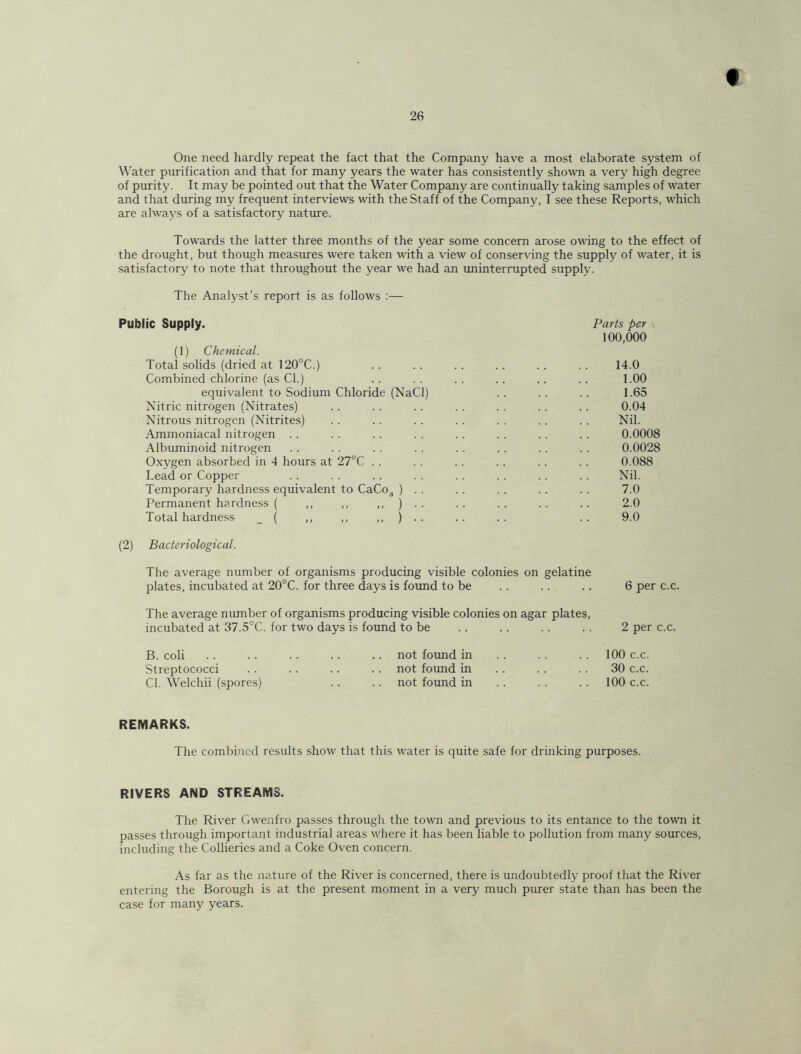 26
One need hardly repeat the fact that the Company have a most elaborate system of
Water purification and that for many years the water has consistently shown a very high degree
of purity. It may be pointed out that the Water Company are continually taking samples of water
and that during my frequent interviews with the Staff of the Company, I see these Reports, which
are always of a satisfactory nature.
Towards the latter three months of the year some concern arose owing to the effect of
the drought, but though measures were taken with a view of conserving the supply of water, it is
satisfactory to note that throughout the year we had an uninterrupted supply.
The Analyst's report is as follows :—
Public Supply. Parts per
100,000
(1) Chemical.
Total solids (dried at 120°C.) .. .. .. .. .. .. 14.0
Combined chlorine (as Cl.) .. .. .. .. .. .. 1.00
equivalent to Sodium Chloride (NaCl) .. .. .. 1.65
Nitric nitrogen (Nitrates) .. .. .. .. .. .. .. 0.04
Nitrous nitrogen (Nitrites) .. .. .. .. .. .. .. Nil.
Ammoniacal nitrogen .. .. .. .. .. .. .. .. 0.0008
Albuminoid nitrogen .. .. .. .. .. .. .. .. 0.0028
Oxygen absorbed in 4 hours at 27°C .. .. .. .. .. .. 0.088
Lead or Copper .. .. .. .. .. .. .. .. Nil.
Temporary hardness equivalent to CaCo₃ ) .. .. .. .. .. 7.0
Permanent hardness ( ,, ,, ,, ) .. .. .. .. .. 2.0
Total hardness ( ,, ,, ,, ) .. .. .. .. 9.0
(2) Bacteriological.
The average number of organisms producing visible colonies on gelatine
plates, incubated at 20°C. for three days is found to be .. .. .. 6 per c.c.
The average number of organisms producing visible colonies on agar plates,
incubated at 37.5°C. for two days is found to be .. .. .. .. 2 per c.c.
B. coli .. .. .. .. .. not found in .. .. .. 100 c.c.
Streptococci .. .. .. .. not found in .. .. .. 30 c.c.
Cl. Welchii (spores) .. .. not found in .. .. .. 100 c.c.
REMARKS.
The combined results show that this water is quite safe for drinking purposes.
RIVERS AND STREAMS.
The River Gwenfro passes through the town and previous to its entance to the town it
passes through important industrial areas where it has been liable to pollution from many sources,
including the Collieries and a Coke Oven concern.
As far as the nature of the River is concerned, there is undoubtedly proof that the River
entering the Borough is at the present moment in a very much purer state than has been the
case for many years.